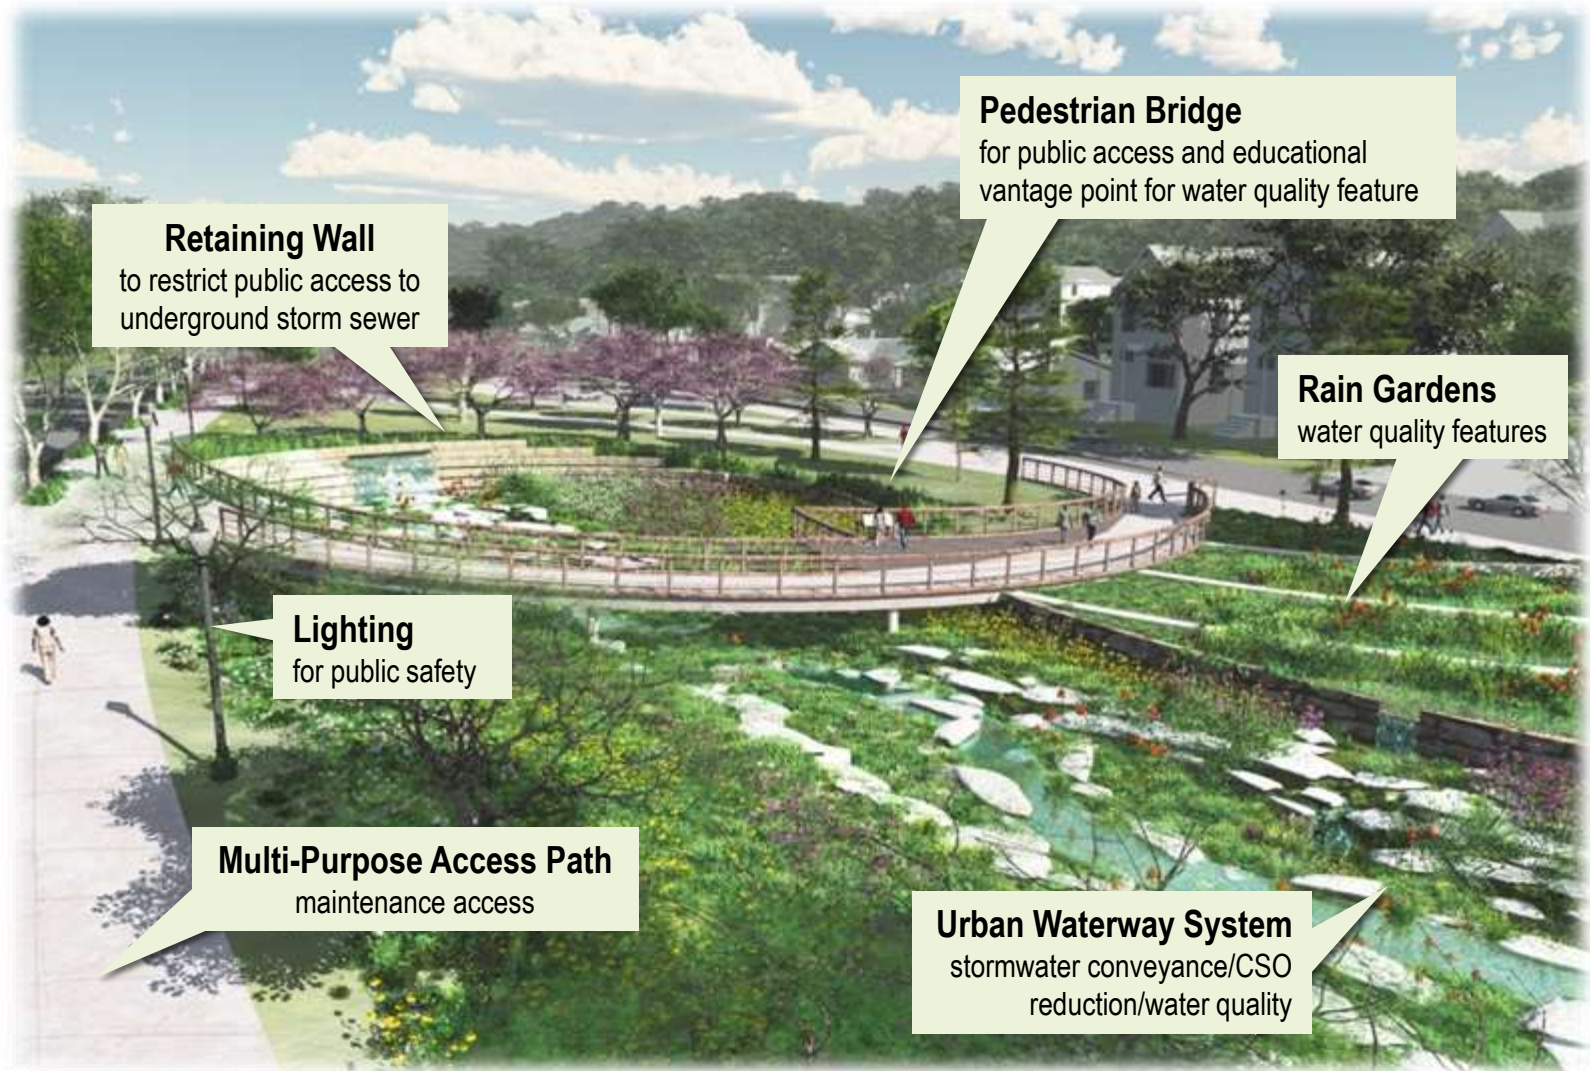 Pedestrian Bridge
for public access and educational
vantage point for water quality feature
Retaining Wall
to restrict public access to
underground storm sewer
Rain Gardens
water quality features
Lighting
for public safety
Multi-Purpose Access Path
maintenance access
Urban Waterway System
stormwater conveyance/CSO
reduction/water quality